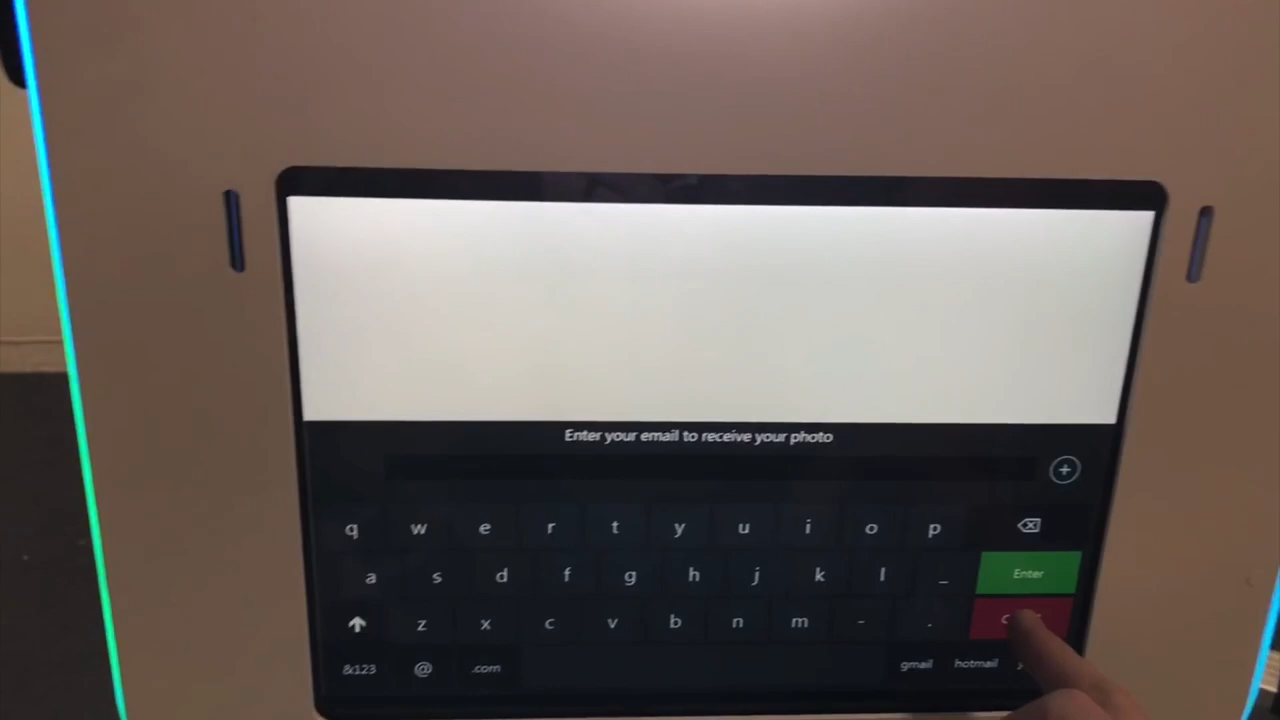 Enter your email to receive your photo
q w e r t y u i o p
a s d f g h j k l _ Enter
z x c v b n m - .
&123 @ .com gmail hotmail